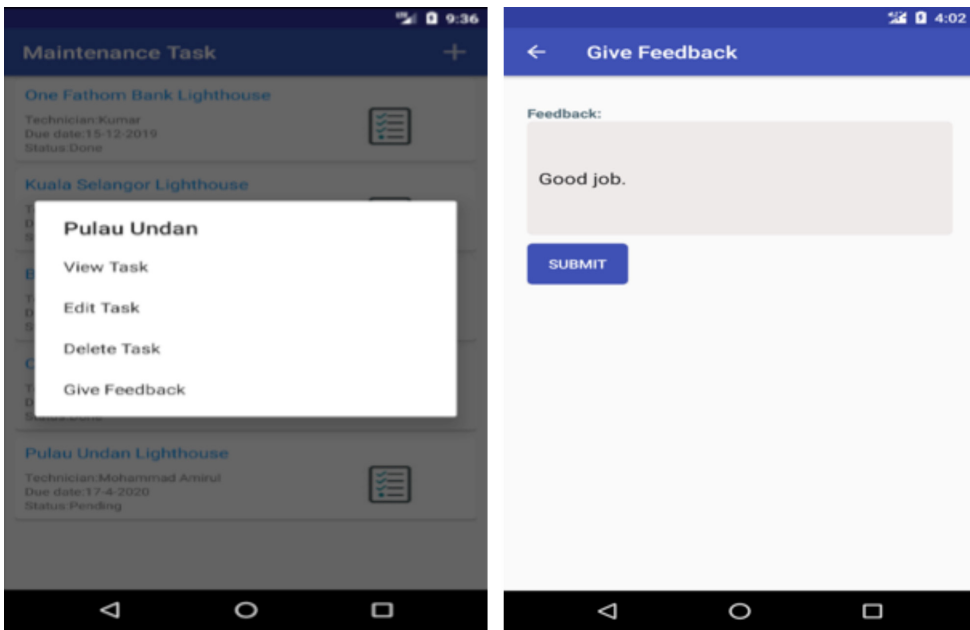 9:36
Maintenance Task
One Fathom Bank Lighthouse
Technician:Kumar
Due date:15-12-2019
Status:Done
Kuala Selangor Lighthouse
Pulau Undan
View Task
Edit Task
Delete Task
Give Feedback
Pulau Undan Lighthouse
Technician:Mohammad Amirul
Due date:17-4-2020
Status:Pending
4:02
Give Feedback
Feedback:
Good job.
SUBMIT